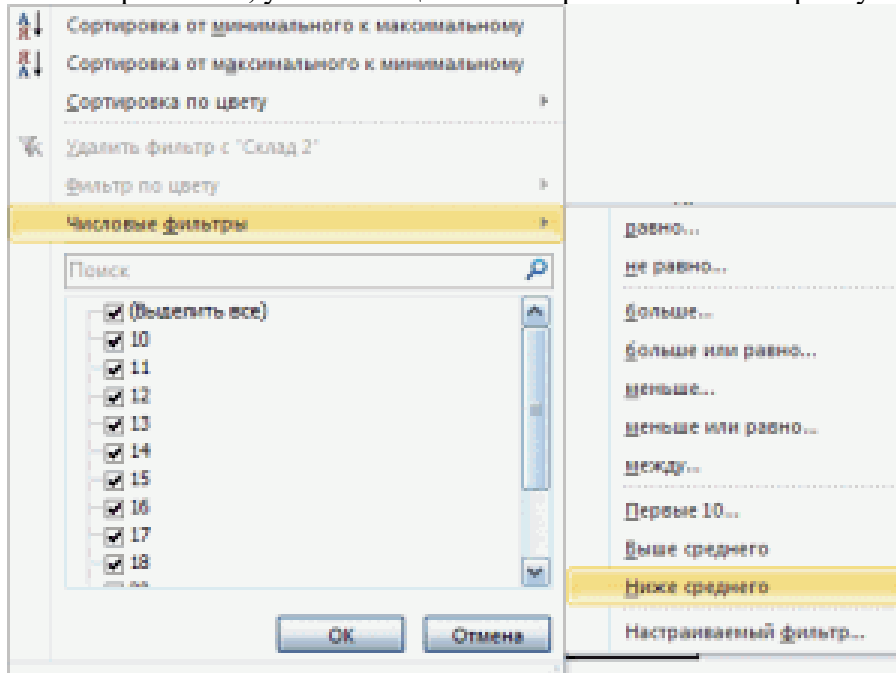 Сортировка от минимального к максимальному
Сортировка от максимального к минимальному
Сортировка по цвету
Удалить фильтр с "Склад 2"
Фильтр по цвету
Числовые фильтры
Поиск
(Выделить все)
10
11
12
13
14
15
16
17
18
ОК
Отмена
равно...
не равно...
больше...
больше или равно...
меньше...
меньше или равно...
между...
Первые 10...
Выше среднего
Ниже среднего
Настраиваемый фильтр...